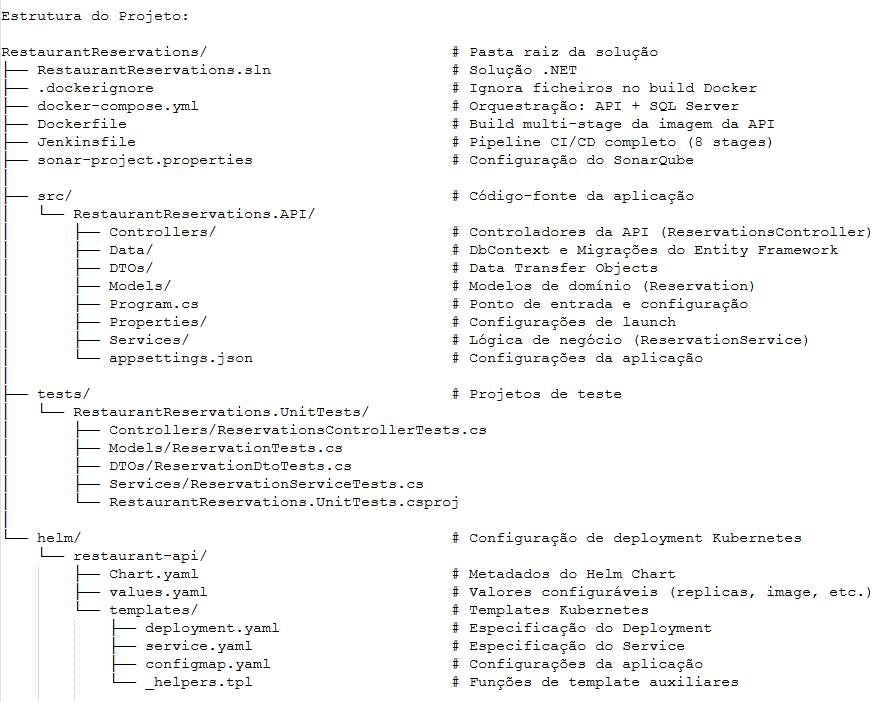 Estrutura do Projeto:

RestaurantReservations/                           # Pasta raiz da solução
├── RestaurantReservations.sln                    # Solução .NET
├── .dockerignore                                 # Ignora ficheiros no build Docker
├── docker-compose.yml                            # Orquestração: API + SQL Server
├── Dockerfile                                    # Build multi-stage da imagem da API
├── Jenkinsfile                                   # Pipeline CI/CD completo (8 stages)
├── sonar-project.properties                      # Configuração do SonarQube
│
├── src/                                          # Código-fonte da aplicação
│   └── RestaurantReservations.API/
│       ├── Controllers/                          # Controladores da API (ReservationsController)
│       ├── Data/                                 # DbContext e Migrações do Entity Framework
│       ├── DTOs/                                 # Data Transfer Objects
│       ├── Models/                               # Modelos de domínio (Reservation)
│       ├── Program.cs                            # Ponto de entrada e configuração
│       ├── Properties/                           # Configurações de launch
│       ├── Services/                             # Lógica de negócio (ReservationService)
│       └── appsettings.json                      # Configurações da aplicação
│
├── tests/                                        # Projetos de teste
│   └── RestaurantReservations.UnitTests/
│       ├── Controllers/ReservationsControllerTests.cs
│       ├── Models/ReservationTests.cs
│       ├── DTOs/ReservationDtoTests.cs
│       ├── Services/ReservationServiceTests.cs
│       └── RestaurantReservations.UnitTests.csproj
│
└── helm/                                         # Configuração de deployment Kubernetes
    └── restaurant-api/
        ├── Chart.yaml                            # Metadados do Helm Chart
        ├── values.yaml                           # Valores configuráveis (replicas, image, etc.)
        └── templates/                            # Templates Kubernetes
            ├── deployment.yaml                   # Especificação do Deployment
            ├── service.yaml                      # Especificação do Service
            ├── configmap.yaml                    # Configurações da aplicação
            └── _helpers.tpl                      # Funções de template auxiliares